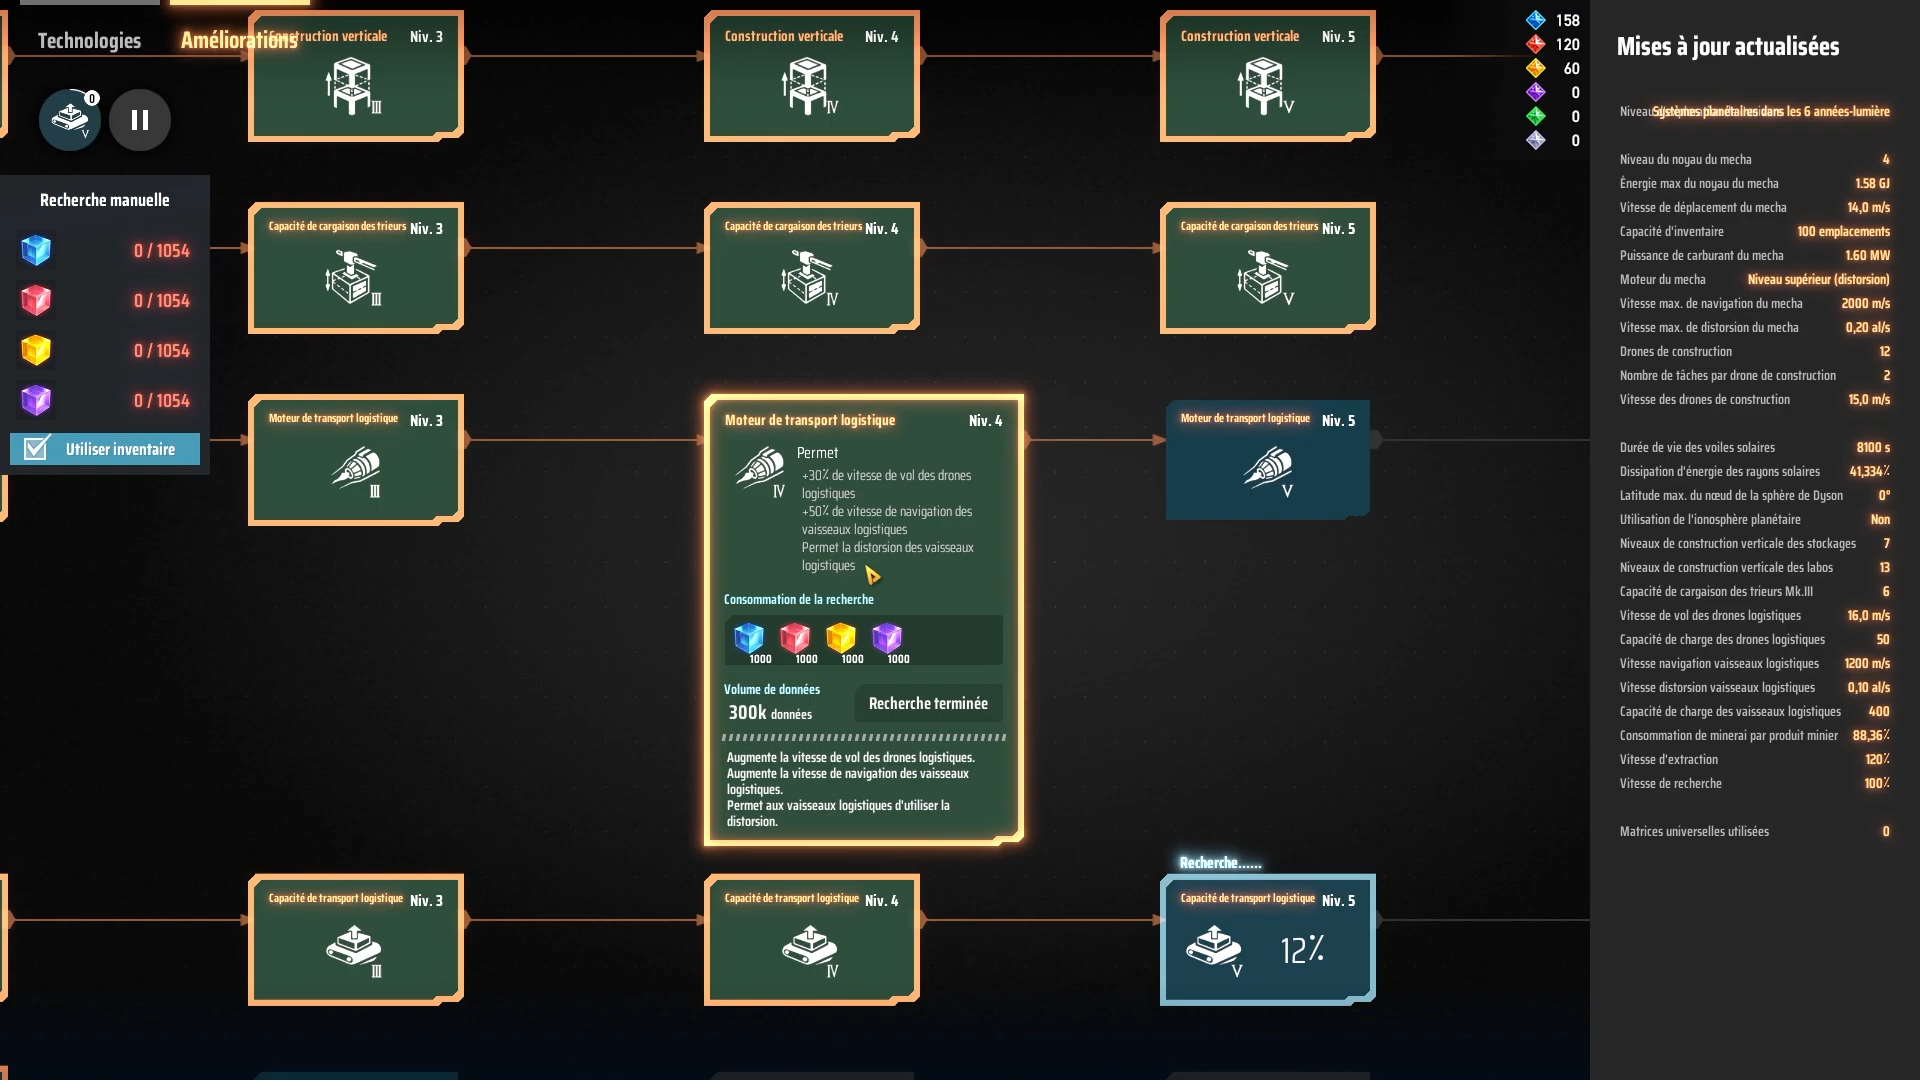 Technologies
Améliorations
0
V
Recherche manuelle
0 / 1054
0 / 1054
0 / 1054
0 / 1054
Utiliser inventaire
Construction verticale Niv. 3
III
Construction verticale Niv. 4
IV
Construction verticale Niv. 5
V
Capacité de cargaison des trieurs Niv. 3
III
Capacité de cargaison des trieurs Niv. 4
IV
Capacité de cargaison des trieurs Niv. 5
V
Moteur de transport logistique Niv. 3
III
Moteur de transport logistique Niv. 4
IV
Permet
+30% de vitesse de vol des drones
logistiques
+50% de vitesse de navigation des
vaisseaux logistiques
Permet la distorsion des vaisseaux
logistiques
Consommation de la recherche
1000 1000 1000 1000
Volume de données
300k données
Recherche terminée
Augmente la vitesse de vol des drones logistiques.
Augmente la vitesse de navigation des vaisseaux
logistiques.
Permet aux vaisseaux logistiques d'utiliser la
distorsion.
Moteur de transport logistique Niv. 5
V
Capacité de transport logistique Niv. 3
III
Capacité de transport logistique Niv. 4
IV
Recherche......
Capacité de transport logistique Niv. 5
V
12%
158
120
60
0
0
0
Mises à jour actualisées
Niveau
Systèmes planétaires dans les 6 années-lumière
Niveau du noyau du mecha 4
Énergie max du noyau du mecha 1.58 GJ
Vitesse de déplacement du mecha 14,0 m/s
Capacité d'inventaire 100 emplacements
Puissance de carburant du mecha 1.60 MW
Moteur du mecha Niveau supérieur (distorsion)
Vitesse max. de navigation du mecha 2000 m/s
Vitesse max. de distorsion du mecha 0,20 al/s
Drones de construction 12
Nombre de tâches par drone de construction 2
Vitesse des drones de construction 15,0 m/s
Durée de vie des voiles solaires 8100 s
Dissipation d'énergie des rayons solaires 41,334%
Latitude max. du nœud de la sphère de Dyson 0°
Utilisation de l'ionosphère planétaire Non
Niveaux de construction verticale des stockages 7
Niveaux de construction verticale des labos 13
Capacité de cargaison des trieurs Mk.III 6
Vitesse de vol des drones logistiques 16,0 m/s
Capacité de charge des drones logistiques 50
Vitesse navigation vaisseaux logistiques 1200 m/s
Vitesse distorsion vaisseaux logistiques 0,10 al/s
Capacité de charge des vaisseaux logistiques 400
Consommation de minerai par produit minier 88,36%
Vitesse d'extraction 120%
Vitesse de recherche 100%
Matrices universelles utilisées 0